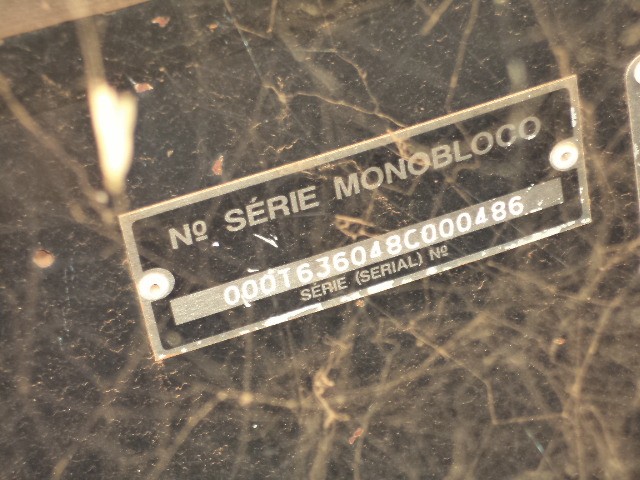 Nº SÉRIE MONOBLOCO
000T636048C000486
SÉRIE (SERIAL) Nº